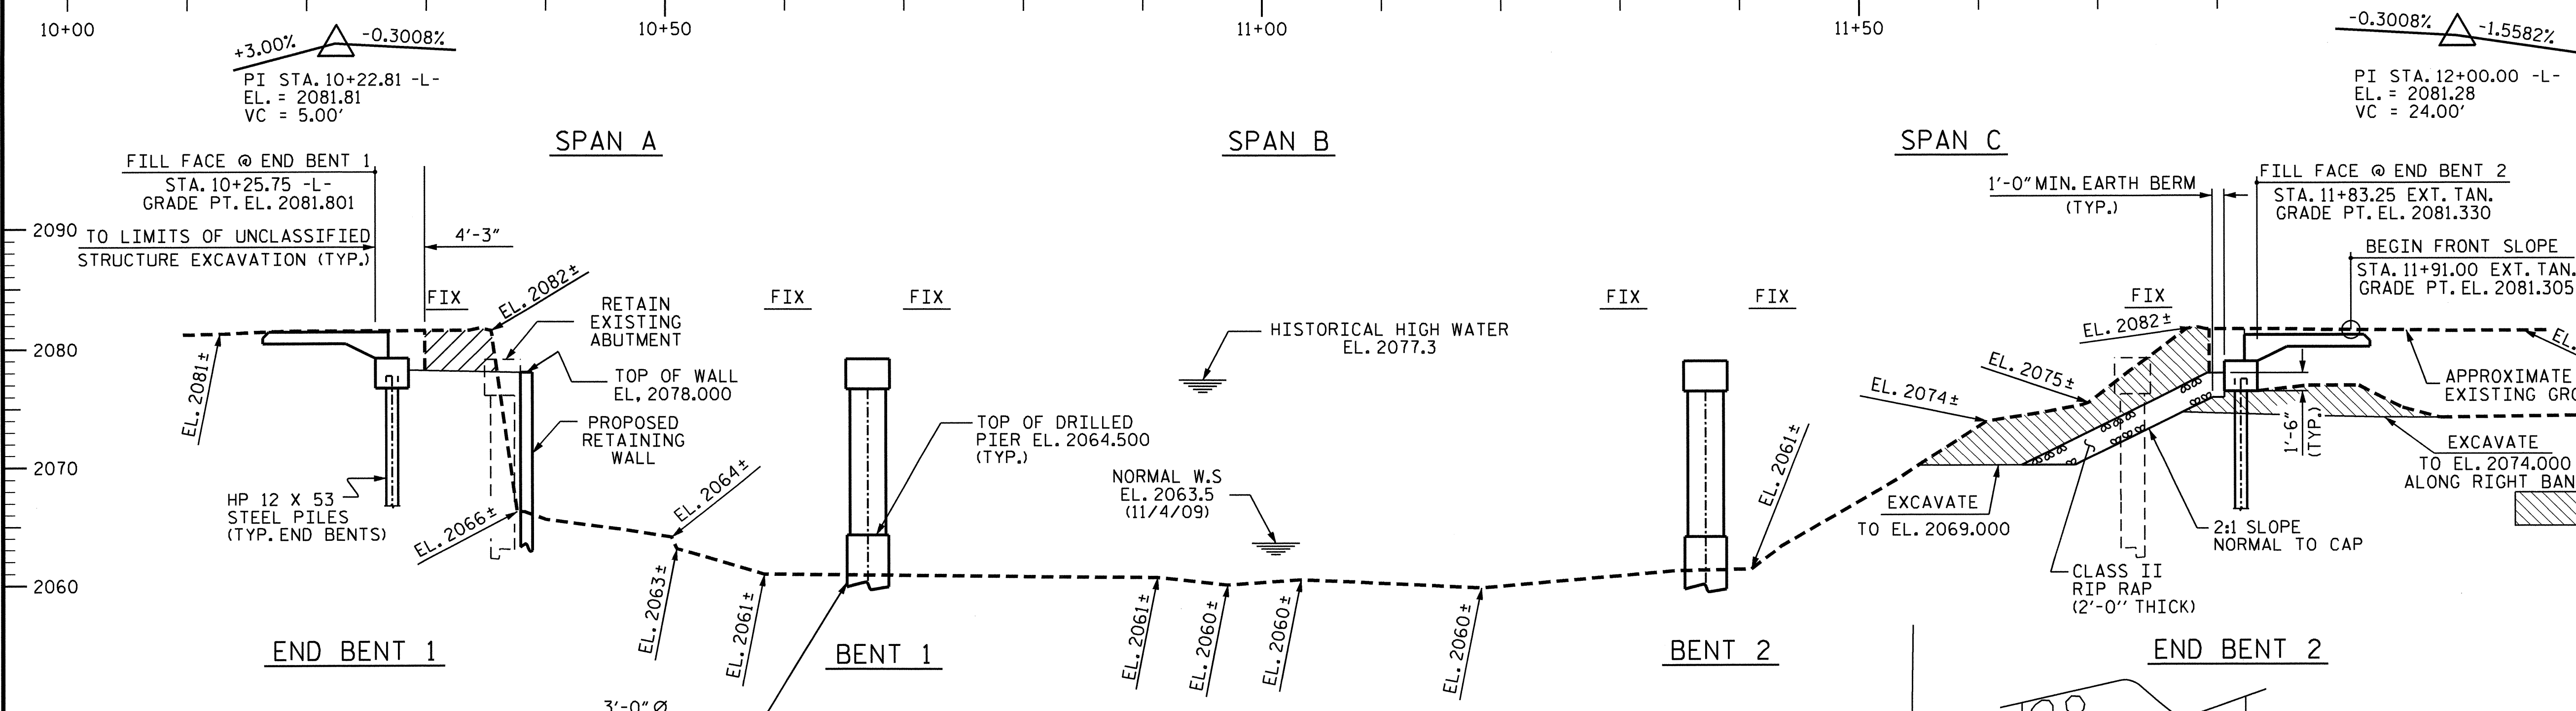 10+00
10+50
11+00
11+50
+3.00%
-0.3008%
PI STA. 10+22.81 -L-
EL. = 2081.81
VC = 5.00'
-0.3008%
-1.5582%
PI STA. 12+00.00 -L-
EL. = 2081.28
VC = 24.00'
SPAN A
SPAN B
SPAN C
FILL FACE @ END BENT 1
STA. 10+25.75 -L-
GRADE PT. EL. 2081.801
TO LIMITS OF UNCLASSIFIED
STRUCTURE EXCAVATION (TYP.)
4'-3"
1'-0" MIN. EARTH BERM
(TYP.)
FILL FACE @ END BENT 2
STA. 11+83.25 EXT. TAN.
GRADE PT. EL. 2081.330
BEGIN FRONT SLOPE
STA. 11+91.00 EXT. TAN.
GRADE PT. EL. 2081.305
2090
2080
2070
2060
FIX
FIX
FIX
FIX
FIX
FIX
EL. 2082±
RETAIN
EXISTING
ABUTMENT
TOP OF WALL
EL. 2078.000
PROPOSED
RETAINING
WALL
EL. 2081±
HP 12 X 53
STEEL PILES
(TYP. END BENTS)
EL. 2066±
EL. 2064±
EL. 2063±
EL. 2061±
TOP OF DRILLED
PIER EL. 2064.500
(TYP.)
HISTORICAL HIGH WATER
EL. 2077.3
NORMAL W.S
EL. 2063.5
(11/4/09)
EL. 2061±
EL. 2060±
EL. 2060±
EL. 2060±
EL. 2061±
EL. 2074±
EL. 2075±
EL. 2082±
EL.
APPROXIMATE
EXISTING GRO
EXCAVATE
TO EL. 2074.000
ALONG RIGHT BAN
1'-6"
(TYP.)
EXCAVATE
TO EL. 2069.000
2:1 SLOPE
NORMAL TO CAP
CLASS II
RIP RAP
(2'-0" THICK)
END BENT 1
BENT 1
BENT 2
END BENT 2
3'-0" Ø